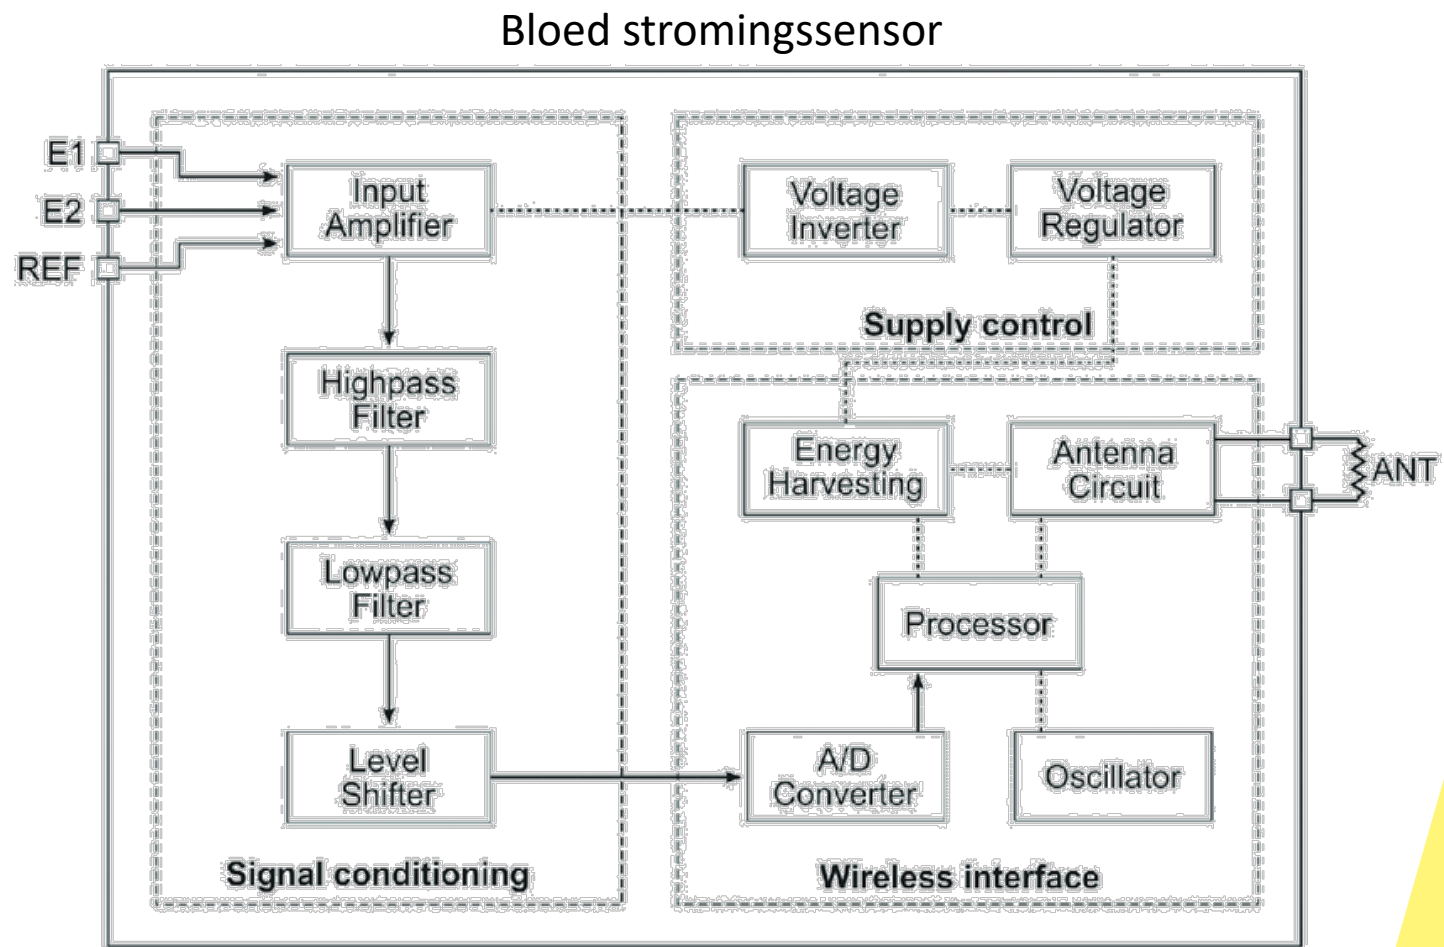 Bloed stromingssensor
E1
E2
REF
Input
Amplifier
Highpass
Filter
Lowpass
Filter
Level
Shifter
Signal conditioning
Voltage
Inverter
Voltage
Regulator
Supply control
Energy
Harvesting
Antenna
Circuit
ANT
Processor
A/D
Converter
Oscillator
Wireless interface